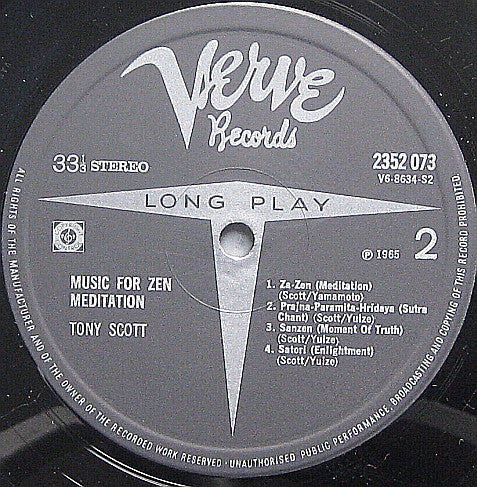 Verve
Records
33⅓ STEREO
2352 073
V6-8634-S2
LONG PLAY
℗ 1965
2
MUSIC FOR ZEN
MEDITATION
TONY SCOTT
1. Za-Zen (Meditation)
(Scott/Yamamoto)
2. Prajna-Paramita-Hridaya (Sutra
Chant) (Scott/Yuize)
3. Sanzen (Moment Of Truth)
(Scott/Yuize)
4. Satori (Enlightment)
(Scott/Yuize)
ALL RIGHTS OF THE MANUFACTURER AND OF THE OWNER OF THE RECORDED WORK RESERVED · UNAUTHORISED PUBLIC PERFORMANCE, BROADCASTING AND COPYING OF THIS RECORD PROHIBITED.